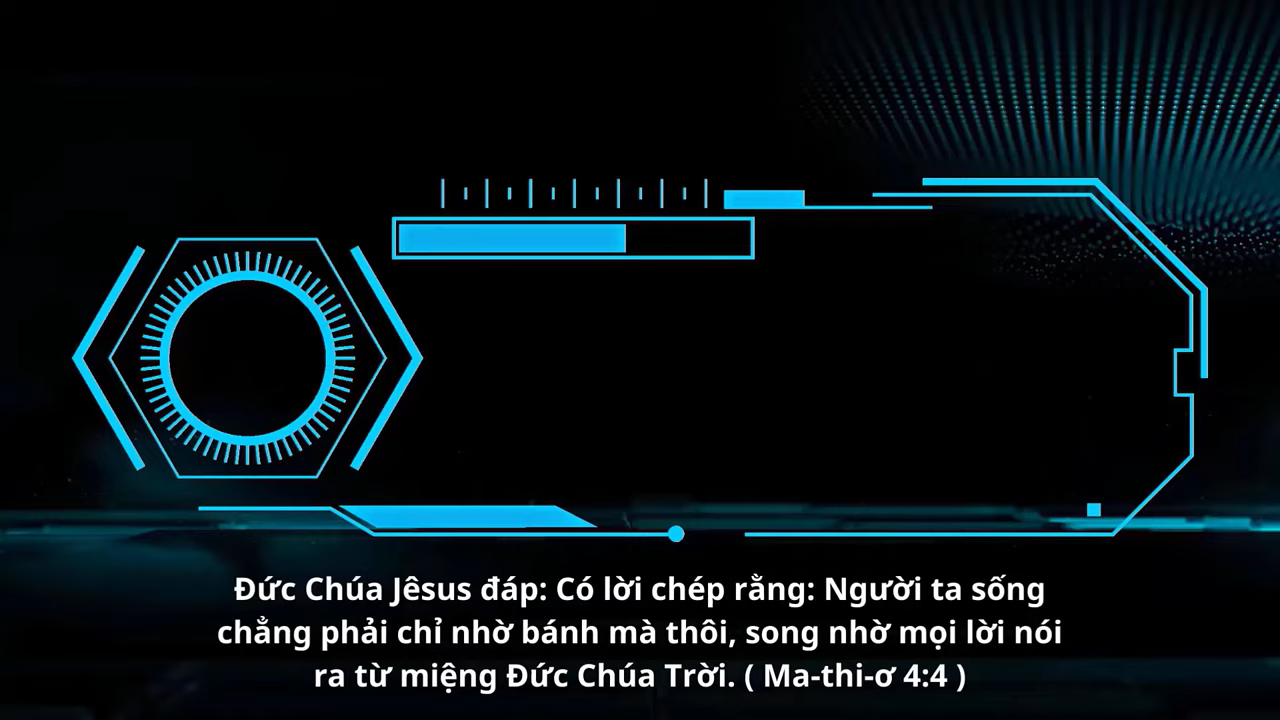 Đức Chúa Jêsus đáp: Có lời chép rằng: Người ta sống
chẳng phải chỉ nhờ bánh mà thôi, song nhờ mọi lời nói
ra từ miệng Đức Chúa Trời. ( Ma-thi-ơ 4:4 )